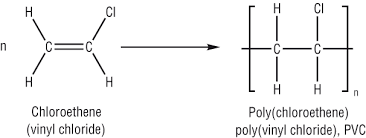 H Cl H Cl
n C C C C
H H H H n
Chloroethene Poly(chloroethene)
(vinyl chloride) poly(vinyl chloride), PVC